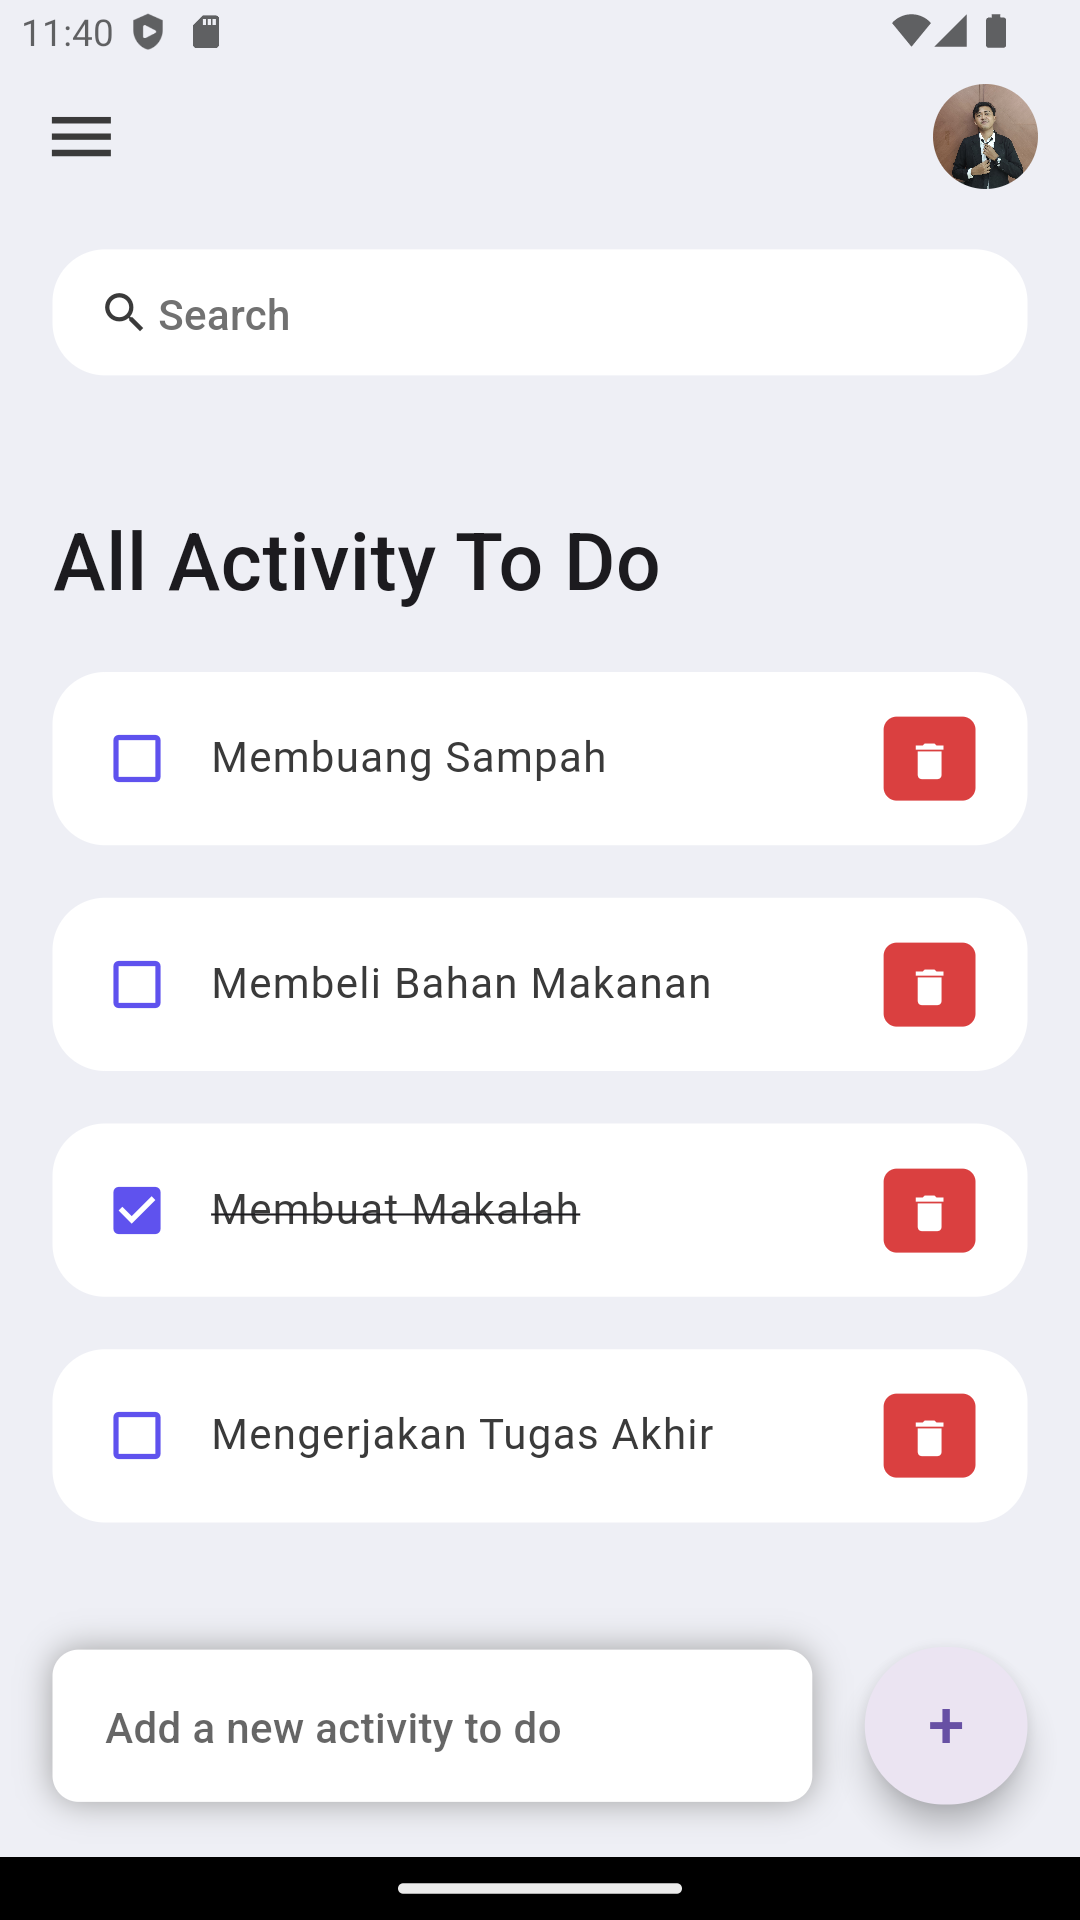 11:40
Search
All Activity To Do
Membuang Sampah
Membeli Bahan Makanan
Membuat Makalah
Mengerjakan Tugas Akhir
Add a new activity to do
+